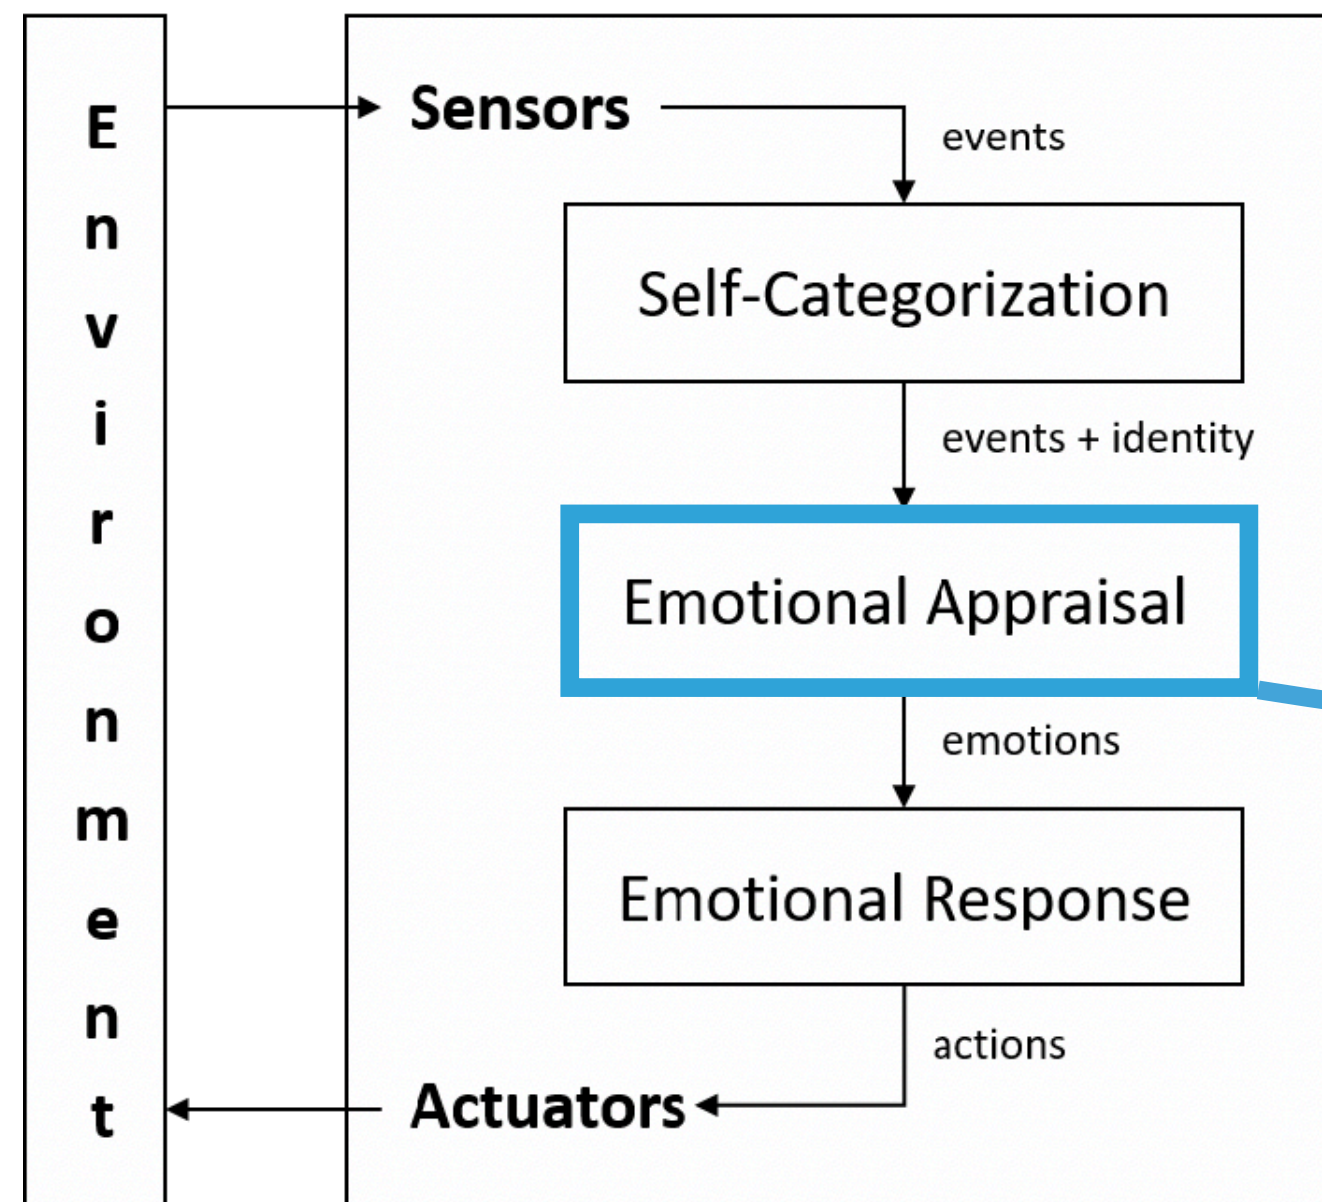 Environment
Sensors
events
Self-Categorization
events + identity
Emotional Appraisal
emotions
Emotional Response
actions
Actuators